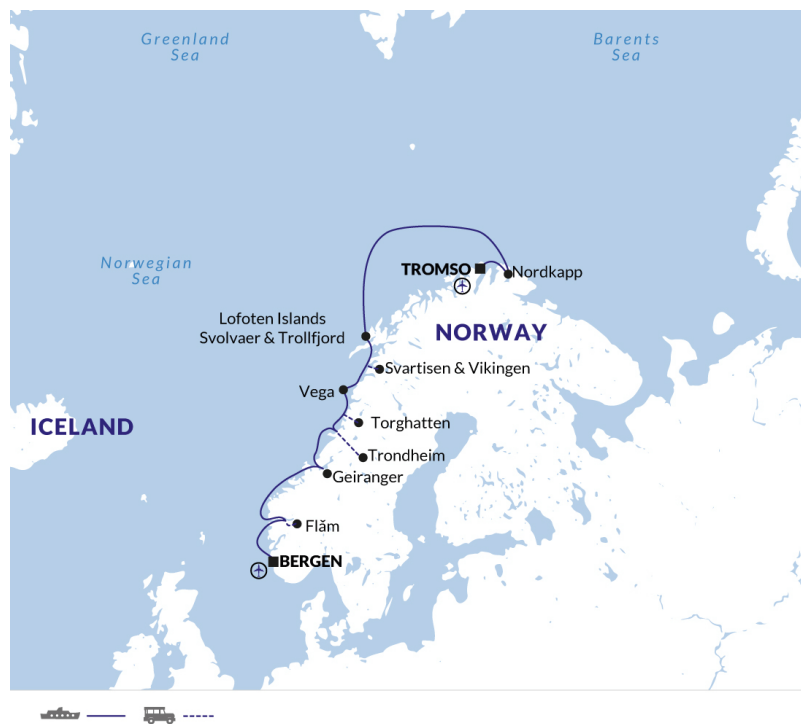 Greenland
Sea
Barents
Sea
Norwegian
Sea
TROMSO
Nordkapp
Lofoten Islands
Svolvaer & Trollfjord
NORWAY
Svartisen & Vikingen
Vega
ICELAND
Torghatten
Trondheim
Geiranger
Flăm
BERGEN